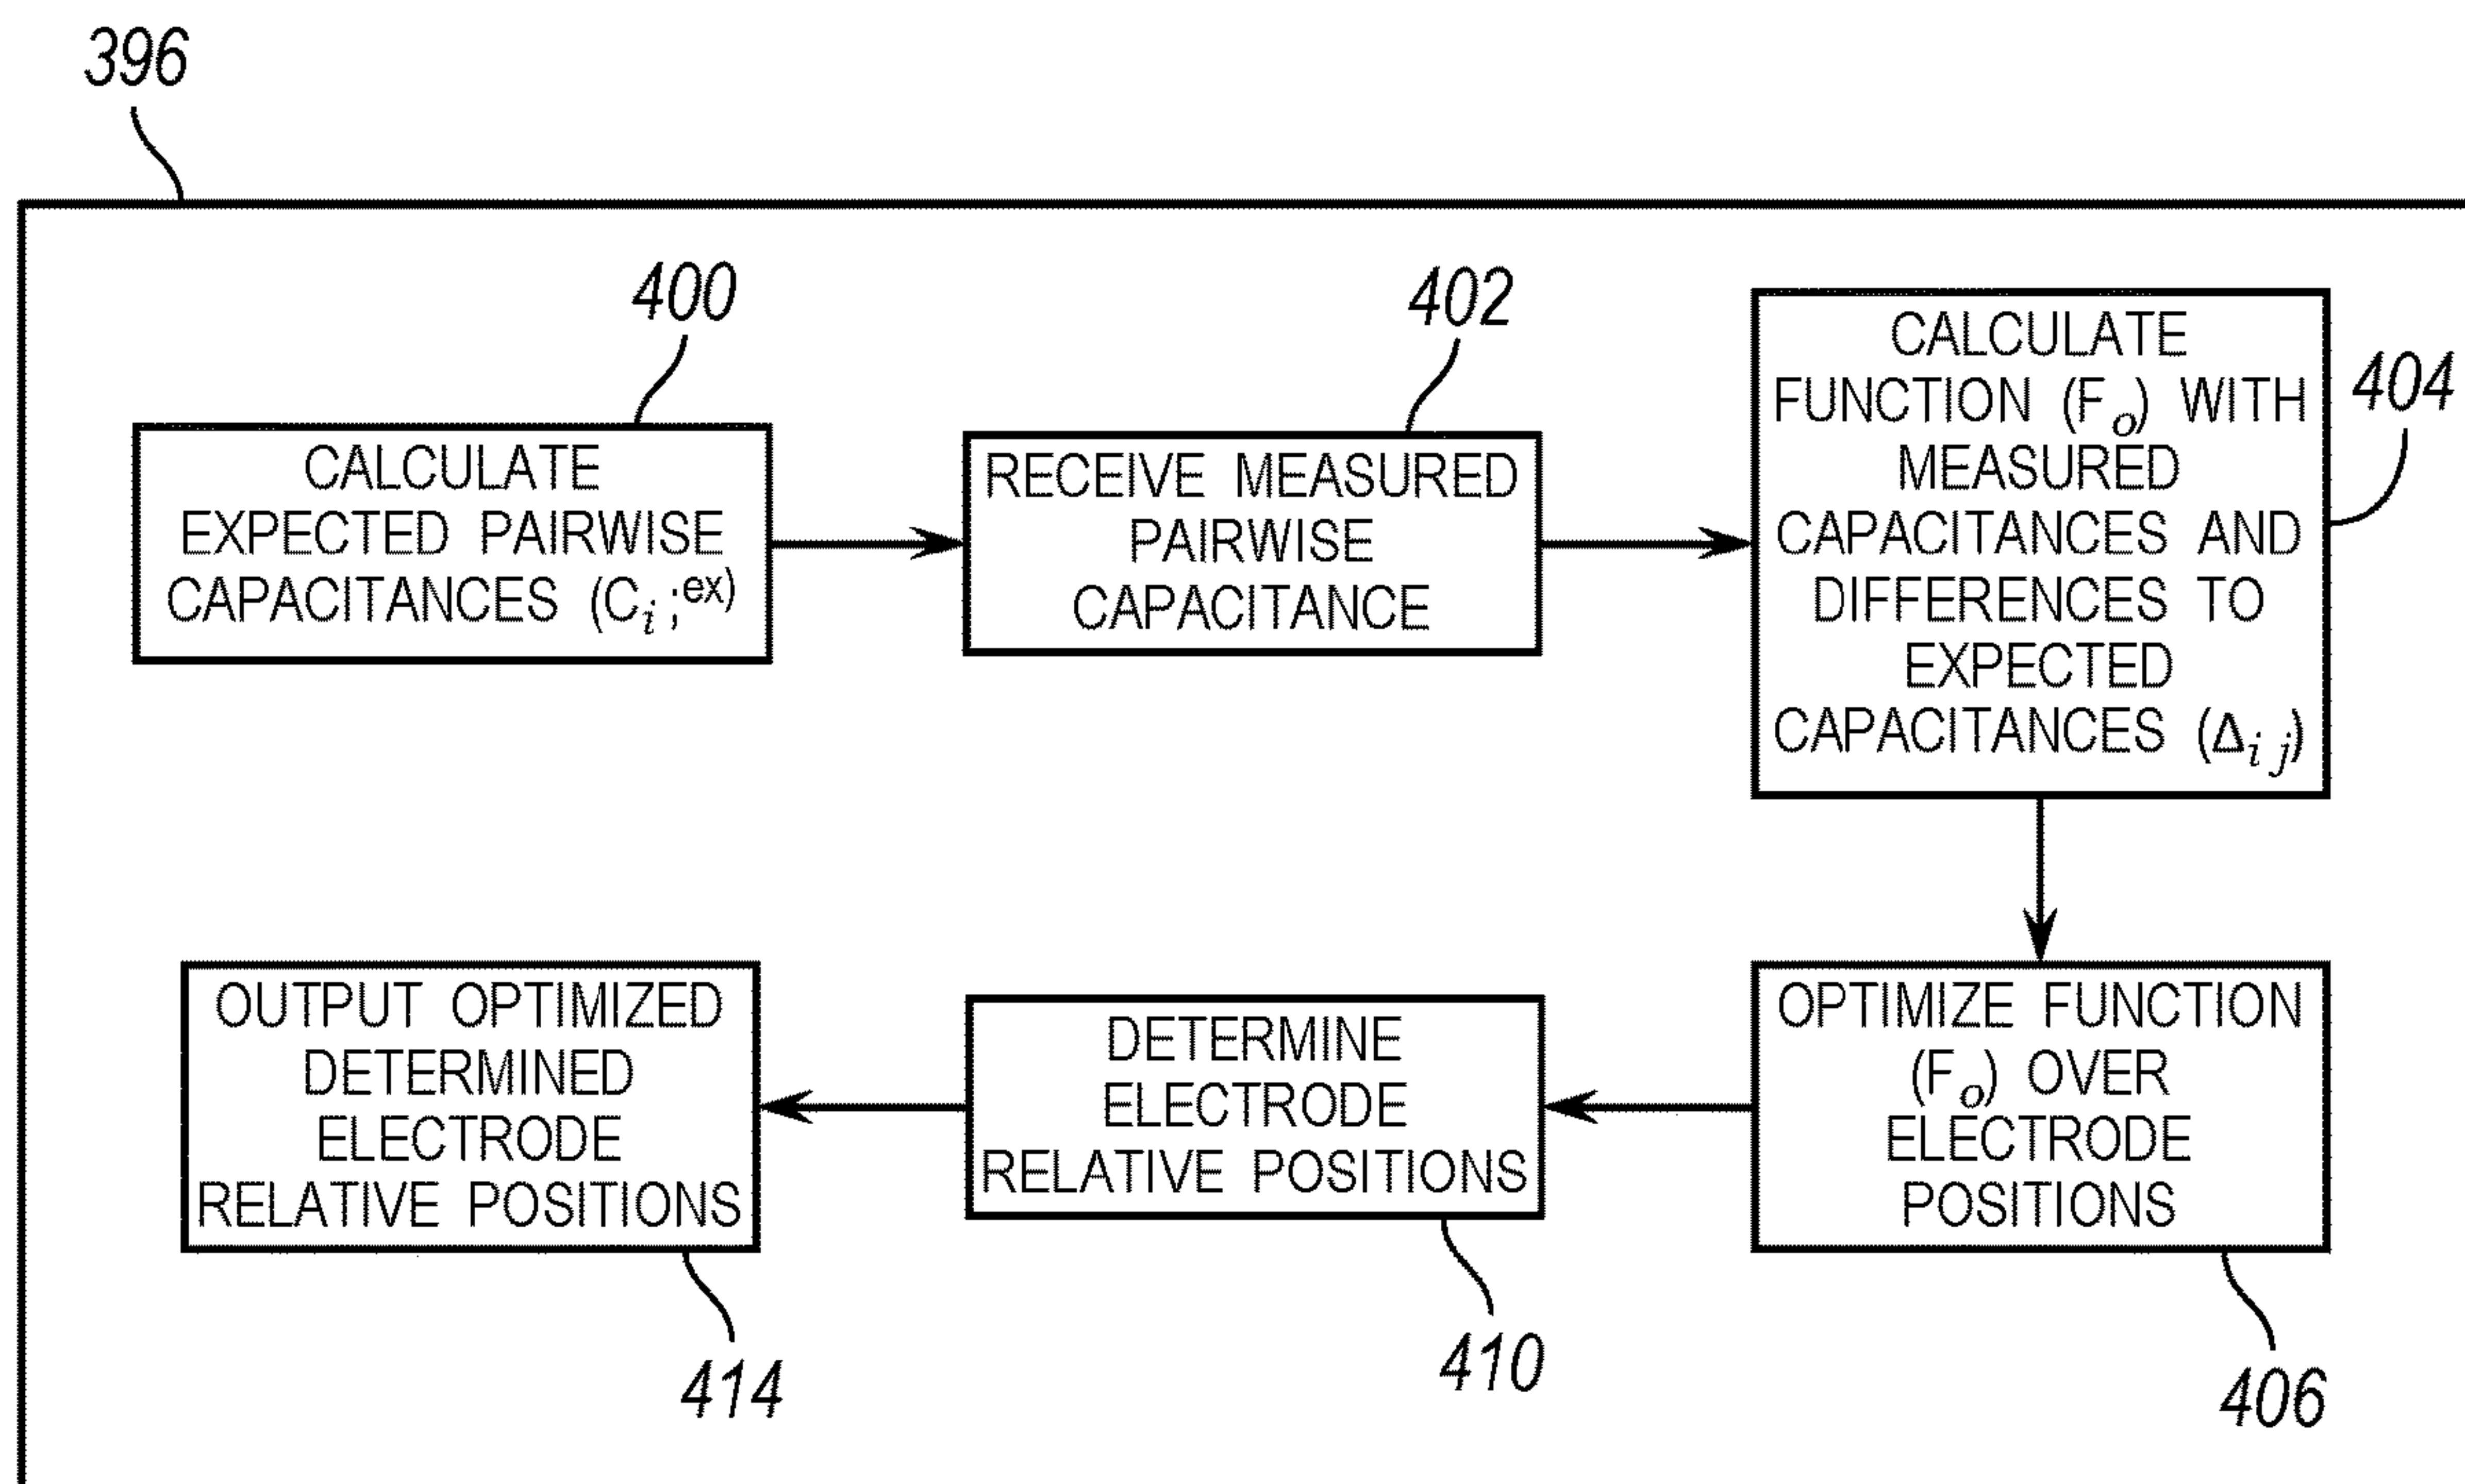 396
400
CALCULATE
EXPECTED PAIRWISE
CAPACITANCES (Ci ;ex)
402
RECEIVE MEASURED
PAIRWISE
CAPACITANCE
404
CALCULATE
FUNCTION (Fo) WITH
MEASURED
CAPACITANCES AND
DIFFERENCES TO
EXPECTED
CAPACITANCES (Δi j)
OPTIMIZE FUNCTION
(Fo) OVER
ELECTRODE
POSITIONS
406
DETERMINE
ELECTRODE
RELATIVE POSITIONS
410
OUTPUT OPTIMIZED
DETERMINED
ELECTRODE
RELATIVE POSITIONS
414